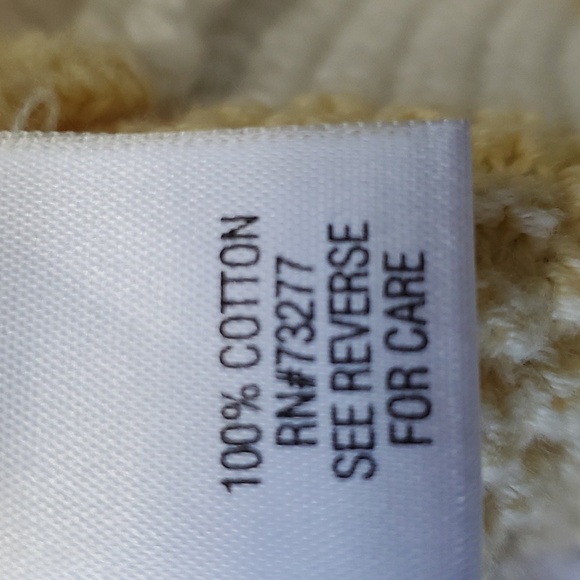 100% COTTON
RN#73277
SEE REVERSE
FOR CARE